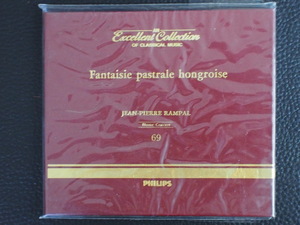 Excellent Collection
OF CLASSICAL MUSIC
Fantaisie pastrale hongroise
JEAN-PIERRE RAMPAL
69
PHILIPS